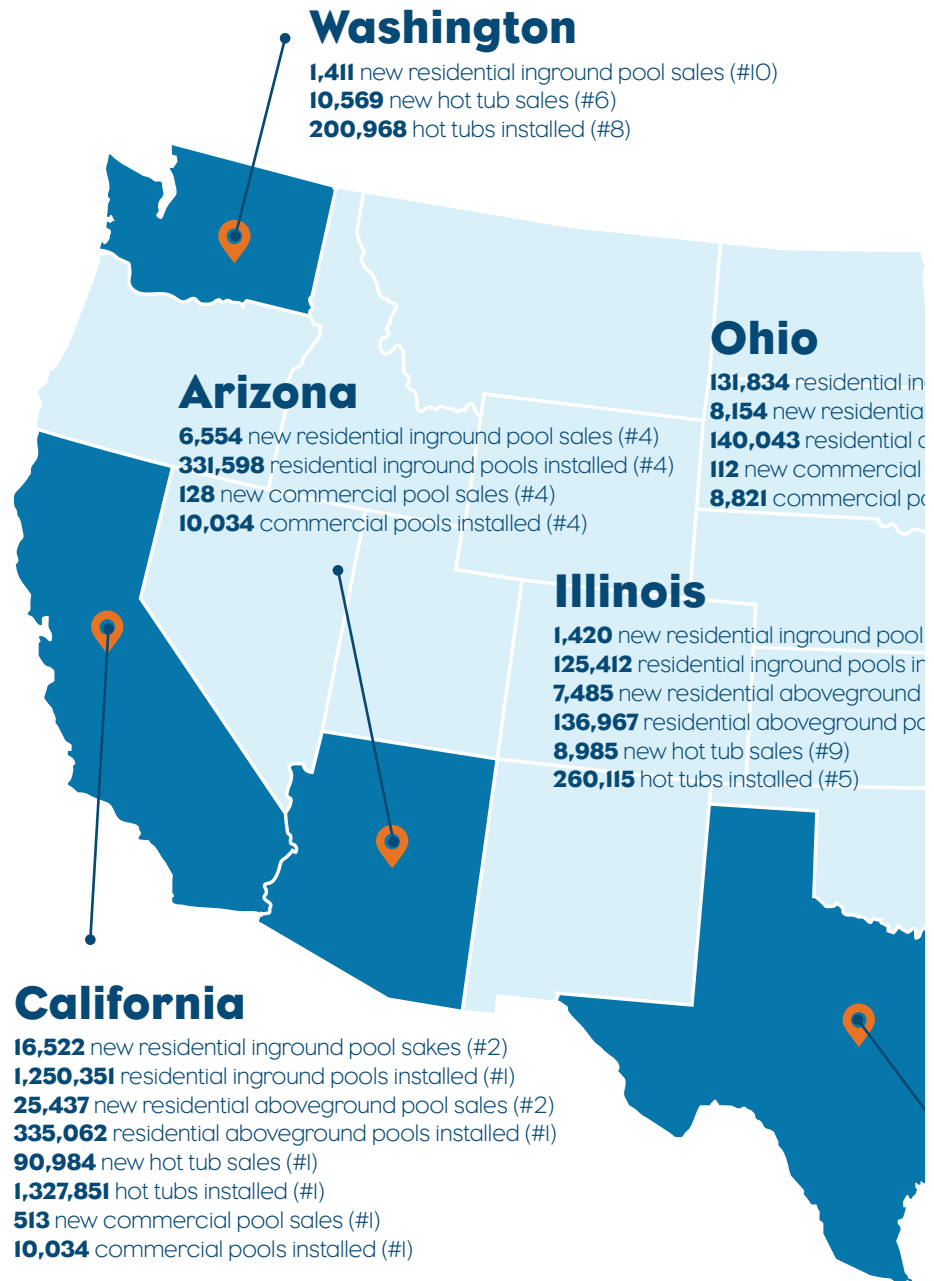 Washington
1,411 new residential inground pool sales (#10)
10,569 new hot tub sales (#6)
200,968 hot tubs installed (#8)
Ohio
131,834 residential in
8,154 new residential
140,043 residential
112 new commercial
8,821 commercial
Arizona
6,554 new residential inground pool sales (#4)
331,598 residential inground pools installed (#4)
128 new commercial pool sales (#4)
10,034 commercial pools installed (#4)
Illinois
1,420 new residential inground pool
125,412 residential inground pools in
7,485 new residential aboveground
136,967 residential aboveground
8,985 new hot tub sales (#9)
260,115 hot tubs installed (#5)
California
16,522 new residential inground pool sakes (#2)
1,250,351 residential inground pools installed (#1)
25,437 new residential aboveground pool sales (#2)
335,062 residential aboveground pools installed (#1)
90,984 new hot tub sales (#1)
1,327,851 hot tubs installed (#1)
513 new commercial pool sales (#1)
10,034 commercial pools installed (#1)